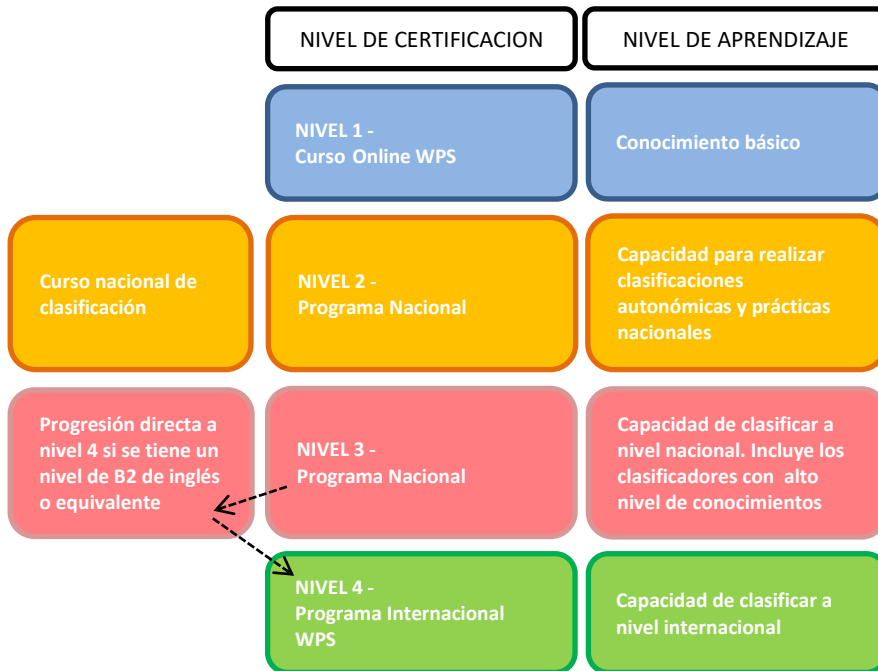 NIVEL DE CERTIFICACION
NIVEL DE APRENDIZAJE
NIVEL 1 -
Curso Online WPS
Conocimiento básico
Curso nacional de
clasificación
NIVEL 2 -
Programa Nacional
Capacidad para realizar
clasificaciones
autonómicas y prácticas
nacionales
Progresión directa a
nivel 4 si se tiene un
nivel de B2 de inglés
o equivalente
NIVEL 3 -
Programa Nacional
Capacidad de clasificar a
nivel nacional. Incluye los
clasificadores con alto
nivel de conocimientos
NIVEL 4 -
Programa Internacional
WPS
Capacidad de clasificar a
nivel internacional